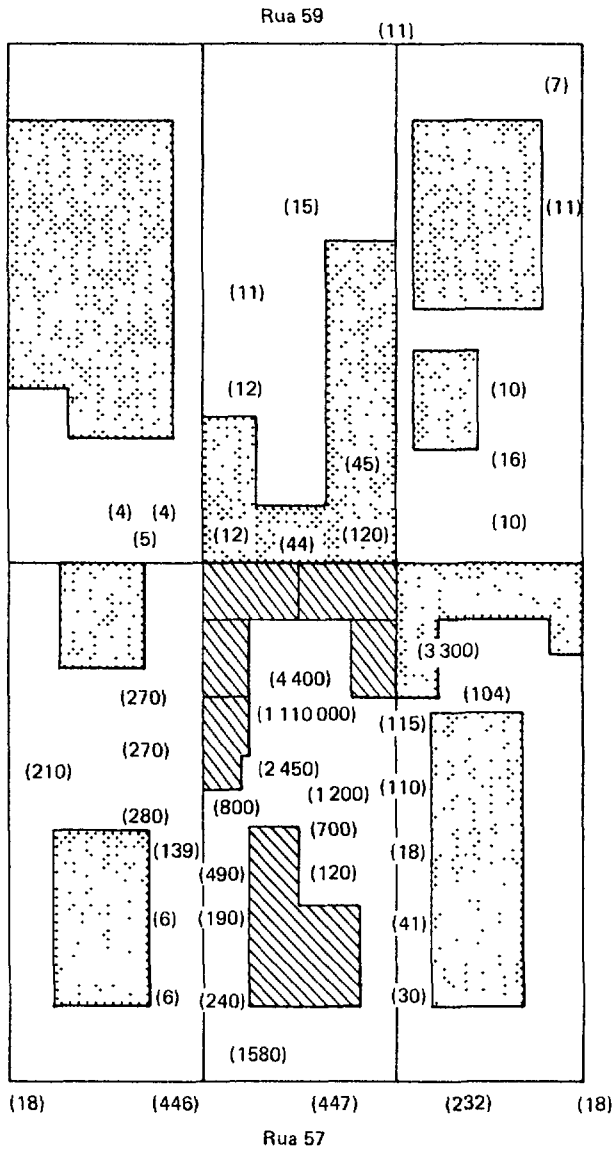 Rua 59
(11)
(7)
(15) (11)
(11)
(12) (10)
(45) (16)
(4) (4) (10)
(5) (12) (44) (120)
(3 300)
(270) (4 400) (104)
(1 110 000) (115)
(270)
(210) (2 450) (110)
(800) (1 200)
(280) (700)
(139) (18)
(490) (120)
(6) (190) (41)
(6) (240) (30)
(1580)
(18) (446) (447) (232) (18)
Rua 57